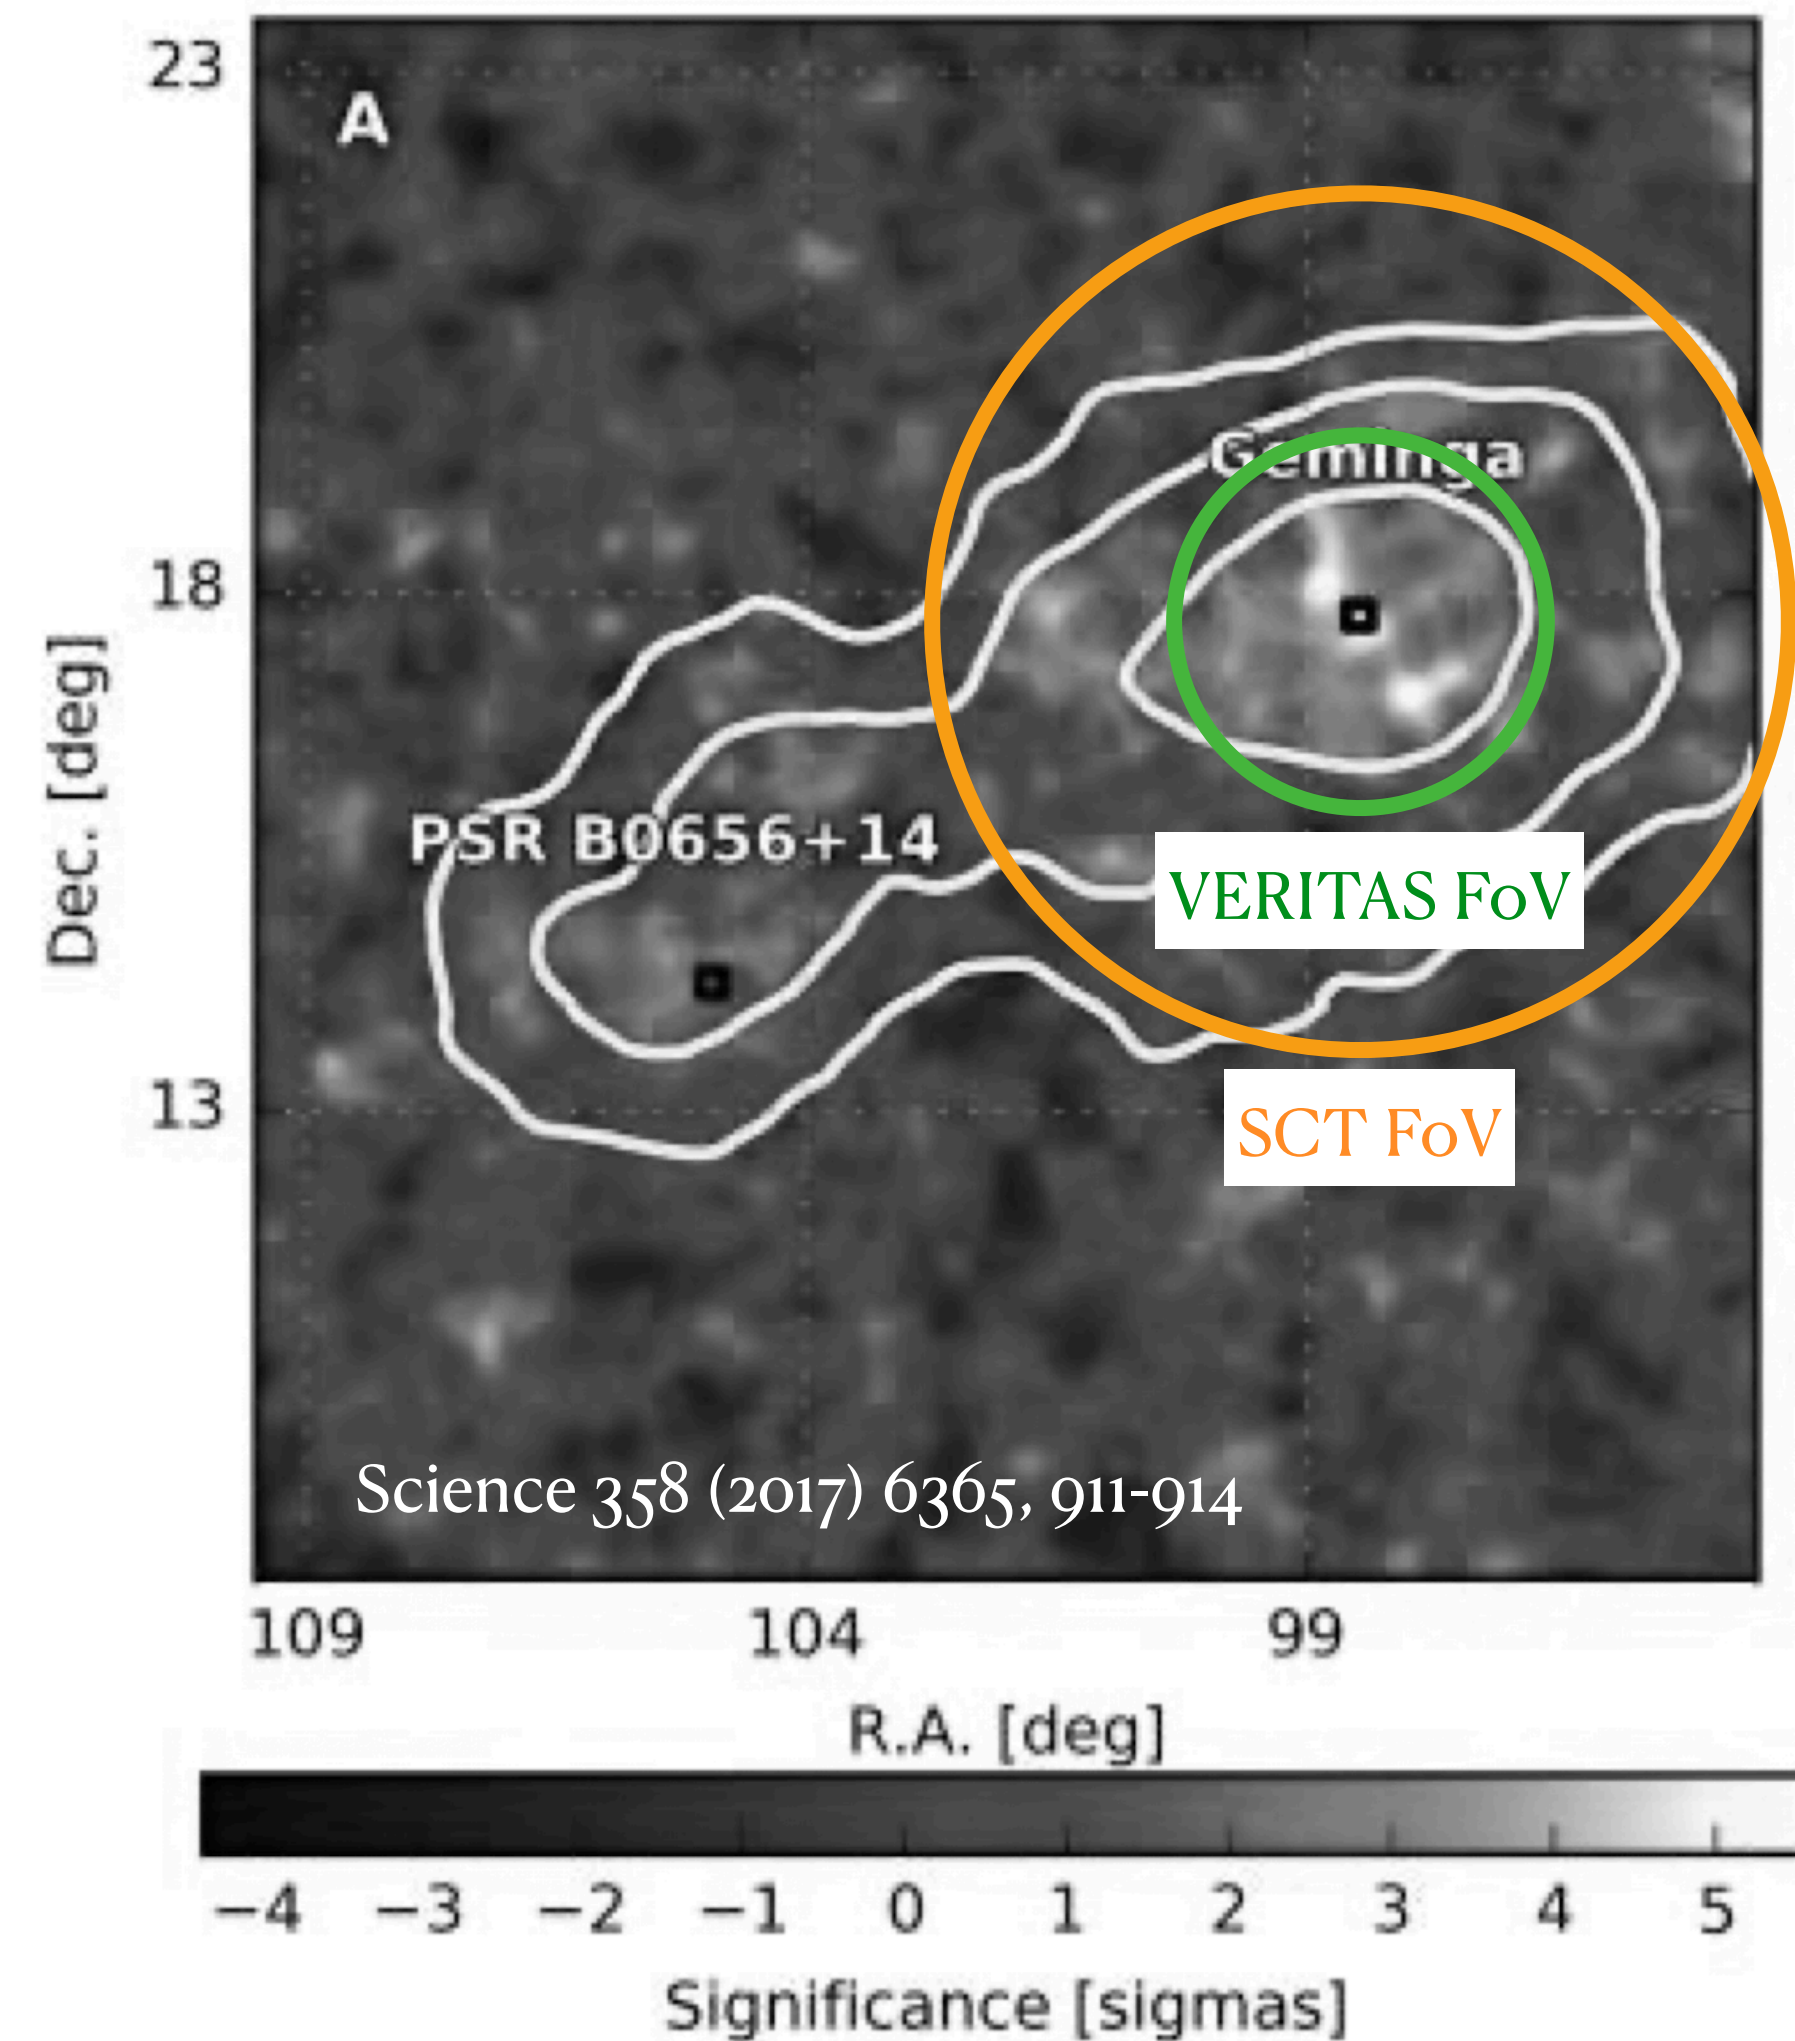 23
A
Geminga
18
Dec. [deg]
PSR B0656+14
VERITAS FoV
13
SCT FoV
Science 358 (2017) 6365, 911-914
109 104 99
R.A. [deg]
−4 −3 −2 −1 0 1 2 3 4 5
Significance [sigmas]